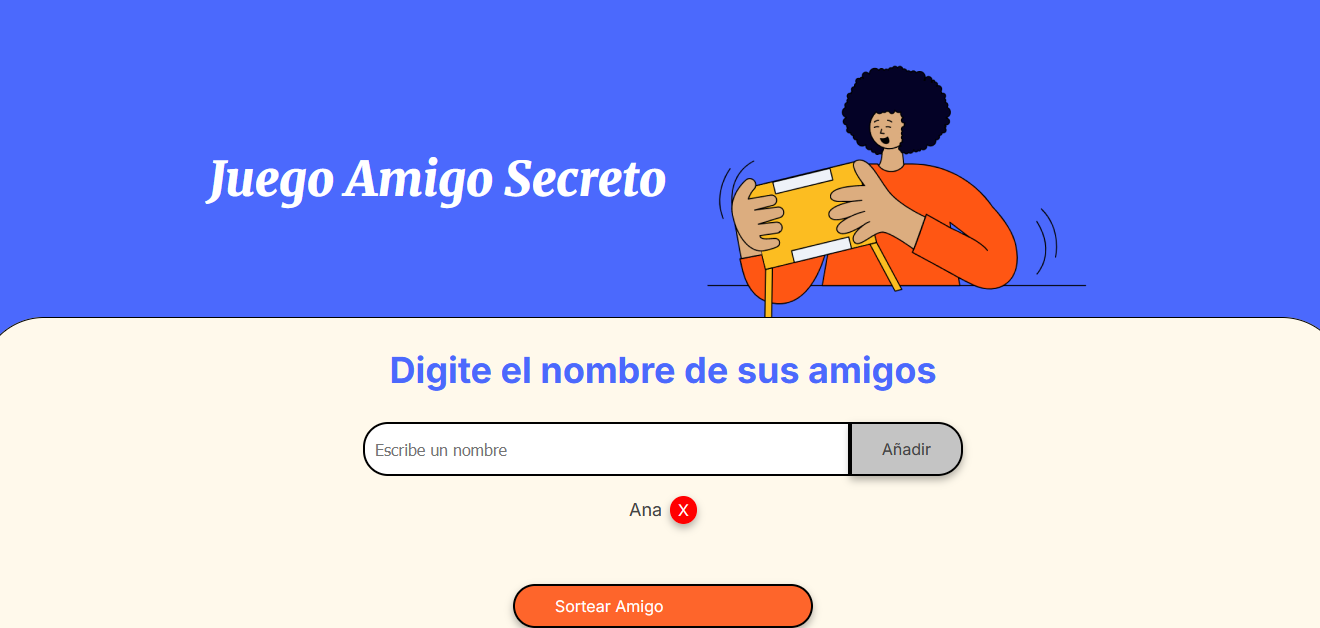 Juego Amigo Secreto
Digite el nombre de sus amigos
Escribe un nombre
Añadir
Ana X
Sortear Amigo